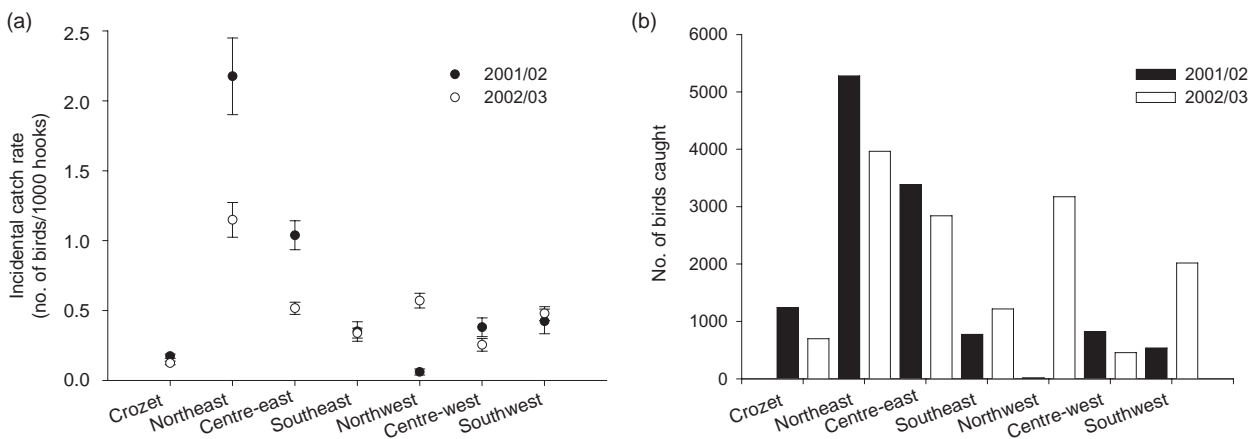 (a)
2.5
2.0
1.5
1.0
0.5
0.0
Incidental catch rate
(no. of birds/1000 hooks)
2001/02
2002/03
Crozet
Northeast
Centre-east
Southeast
Northwest
Centre-west
Southwest
(b)
6000
5000
4000
3000
2000
1000
0
No. of birds caught
2001/02
2002/03
Crozet
Northeast
Centre-east
Southeast
Northwest
Centre-west
Southwest